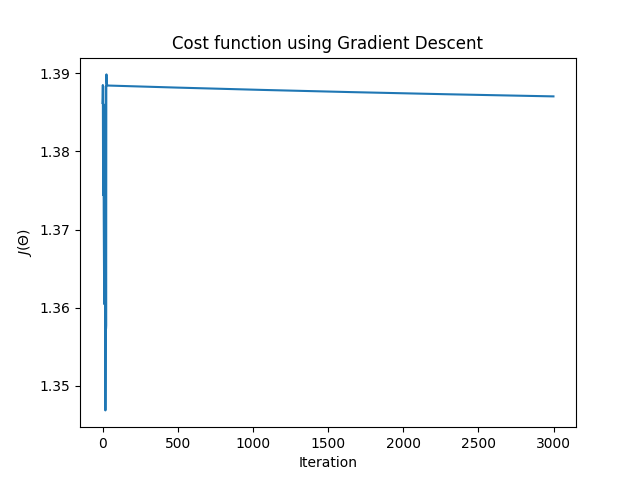 Cost function using Gradient Descent
1.39
1.38
1.37
1.36
1.35
J(Θ)
0 500 1000 1500 2000 2500 3000
Iteration